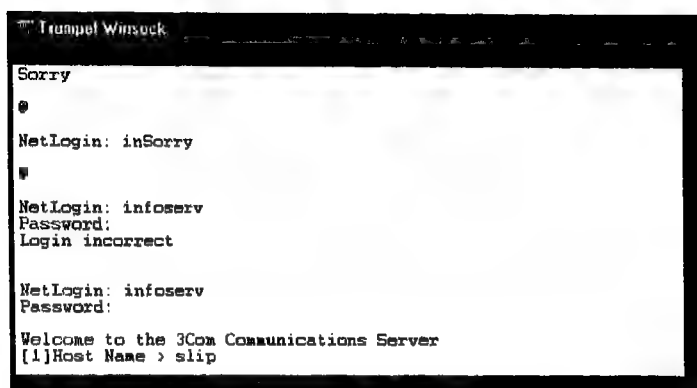 Trumpet Winsock
Sorry
@
NetLogin: inSorry
NetLogin: infoserv
Password:
Login incorrect
NetLogin: infoserv
Password:
Welcome to the 3Com Communications Server
[1]Host Name > slip